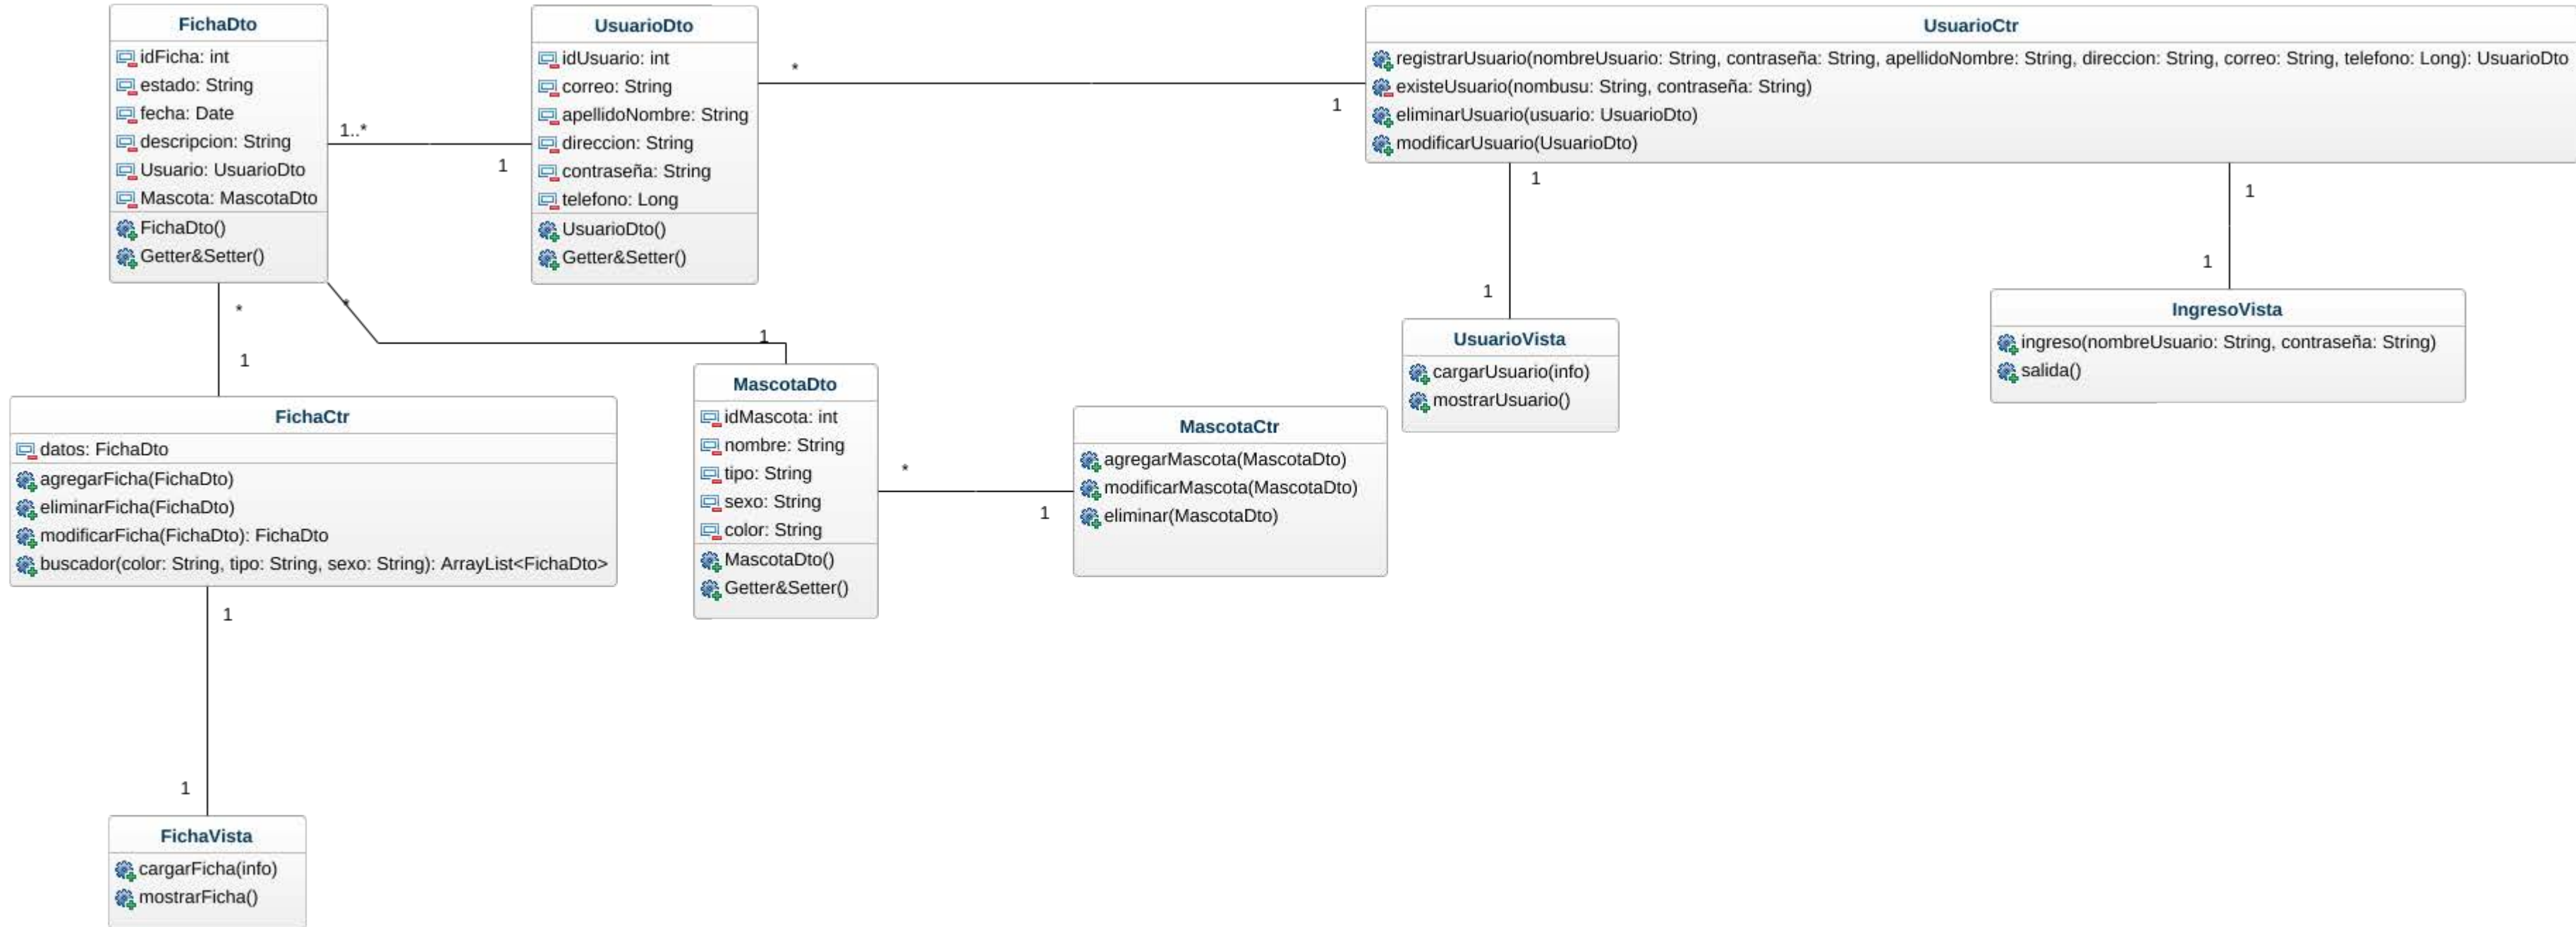 FichaDto
idFicha: int
estado: String
fecha: Date
descripcion: String
Usuario: UsuarioDto
Mascota: MascotaDto
FichaDto()
Getter&Setter()
1..*
1
UsuarioDto
idUsuario: int
correo: String
apellidoNombre: String
direccion: String
contraseña: String
telefono: Long
UsuarioDto()
Getter&Setter()
*
1
UsuarioCtr
registrarUsuario(nombreUsuario: String, contraseña: String, apellidoNombre: String, direccion: String, correo: String, telefono: Long): UsuarioDto
existeUsuario(nombusu: String, contraseña: String)
eliminarUsuario(usuario: UsuarioDto)
modificarUsuario(UsuarioDto)
1
1
1
1
UsuarioVista
cargarUsuario(info)
mostrarUsuario()
IngresoVista
ingreso(nombreUsuario: String, contraseña: String)
salida()
*
1
*
1
FichaCtr
datos: FichaDto
agregarFicha(FichaDto)
eliminarFicha(FichaDto)
modificarFicha(FichaDto): FichaDto
buscador(color: String, tipo: String, sexo: String): ArrayList<FichaDto>
MascotaDto
idMascota: int
nombre: String
tipo: String
sexo: String
color: String
MascotaDto()
Getter&Setter()
*
1
MascotaCtr
agregarMascota(MascotaDto)
modificarMascota(MascotaDto)
eliminar(MascotaDto)
1
1
FichaVista
cargarFicha(info)
mostrarFicha()